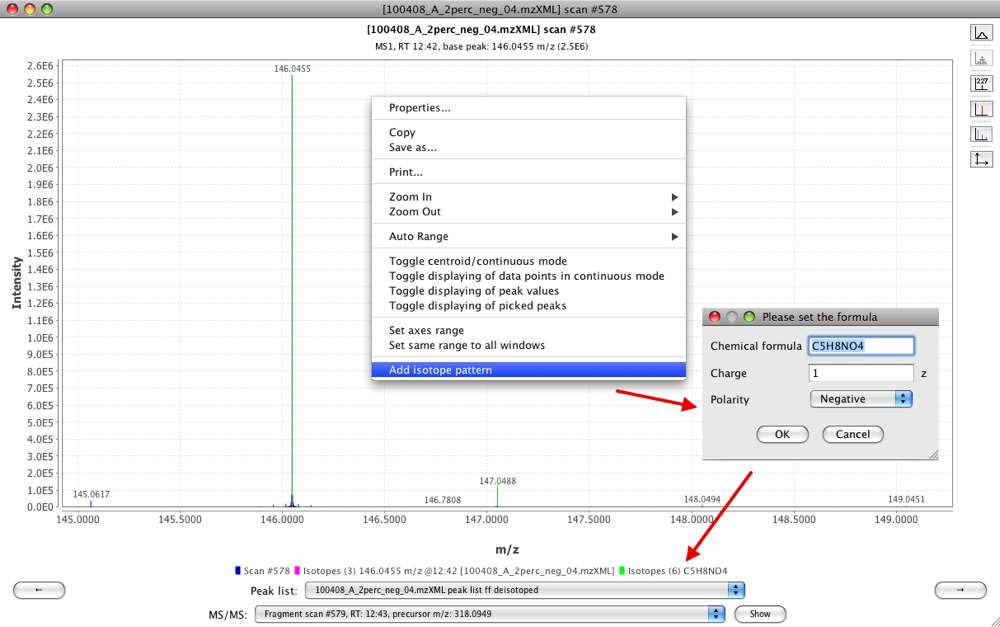 [100408_A_2perc_neg_04.mzXML] scan #578
[100408_A_2perc_neg_04.mzXML] scan #578
MS1, RT 12:42, base peak: 146.0455 m/z (2.5E6)
Intensity
2.6E6
2.5E6
2.4E6
2.3E6
2.2E6
2.1E6
2.0E6
1.9E6
1.8E6
1.7E6
1.6E6
1.5E6
1.4E6
1.3E6
1.2E6
1.1E6
1.0E6
9.0E5
8.0E5
7.0E5
6.0E5
5.0E5
4.0E5
3.0E5
2.0E5
1.0E5
0.0E0
146.0455
145.0617
146.7808
147.0488
148.0494
149.0451
227
Properties...
Copy
Save as...
Print...
Zoom In
Zoom Out
Auto Range
Toggle centroid/continuous mode
Toggle displaying of data points in continuous mode
Toggle displaying of peak values
Toggle displaying of picked peaks
Set axes range
Set same range to all windows
Add isotope pattern
Please set the formula
Chemical formula C5H8NO4
Charge 1 z
Polarity Negative
OK Cancel
145.0000 145.5000 146.0000 146.5000 147.0000 147.5000 148.0000 148.5000 149.0000
m/z
Scan #578 Isotopes (3) 146.0455 m/z @12:42 [100408_A_2perc_neg_04.mzXML] Isotopes (6) C5H8NO4
Peak list: 100408_A_2perc_neg_04.mzXML peak list ff deisotoped
MS/MS: Fragment scan #579, RT: 12:43, precursor m/z: 318.0949 Show